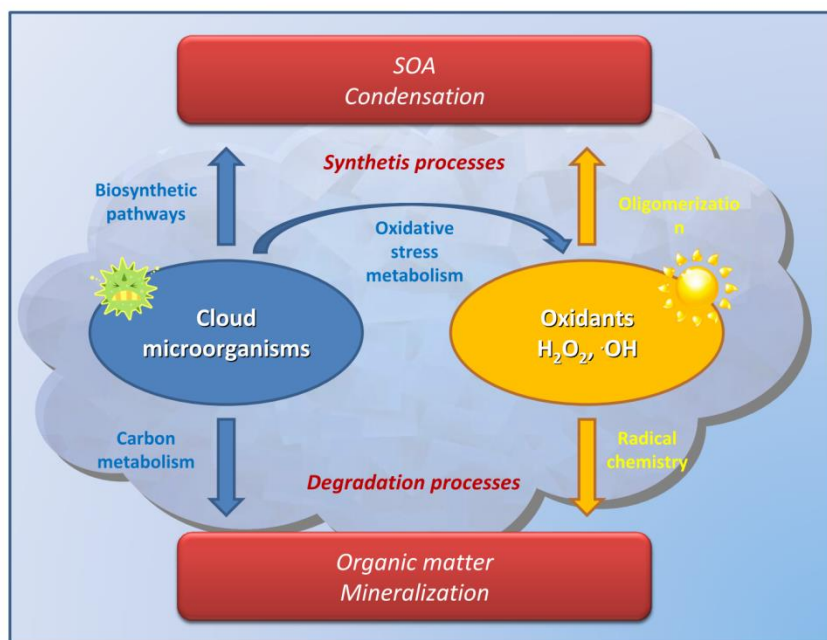 SOA
Condensation
Synthetis processes
Biosynthetic
pathways
Oligomerizatio
n
Oxidative
stress
metabolism
Cloud
microorganisms
Oxidants
H₂O₂, ·OH
Carbon
metabolism
Radical
chemistry
Degradation processes
Organic matter
Mineralization